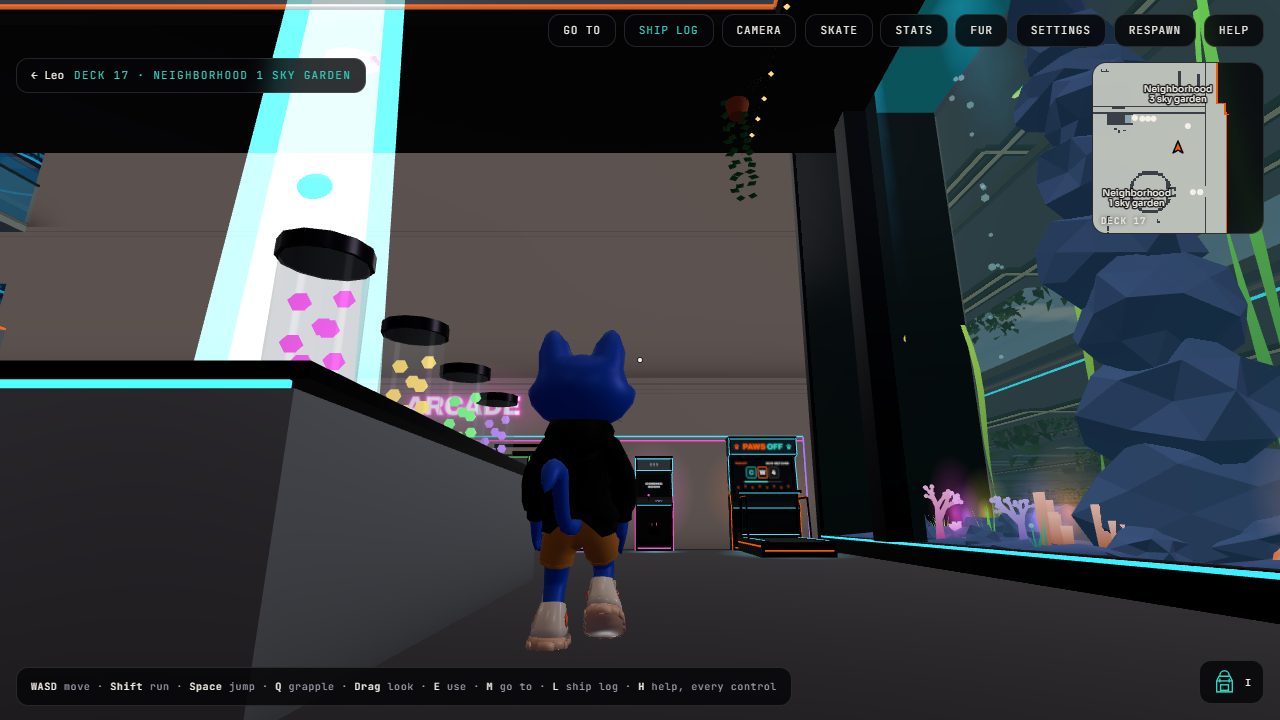 GO TO
SHIP LOG
CAMERA
SKATE
STATS
FUR
SETTINGS
RESPAWN
HELP
← Leo DECK 17 · NEIGHBORHOOD 1 SKY GARDEN
Neighborhood
3 sky garden
Neighborhood
1 sky garden
DECK 17
ARCADE
PAWS OFF
WASD move · Shift run · Space jump · Q grapple · Drag look · E use · M go to · L ship log · H help, every control
I